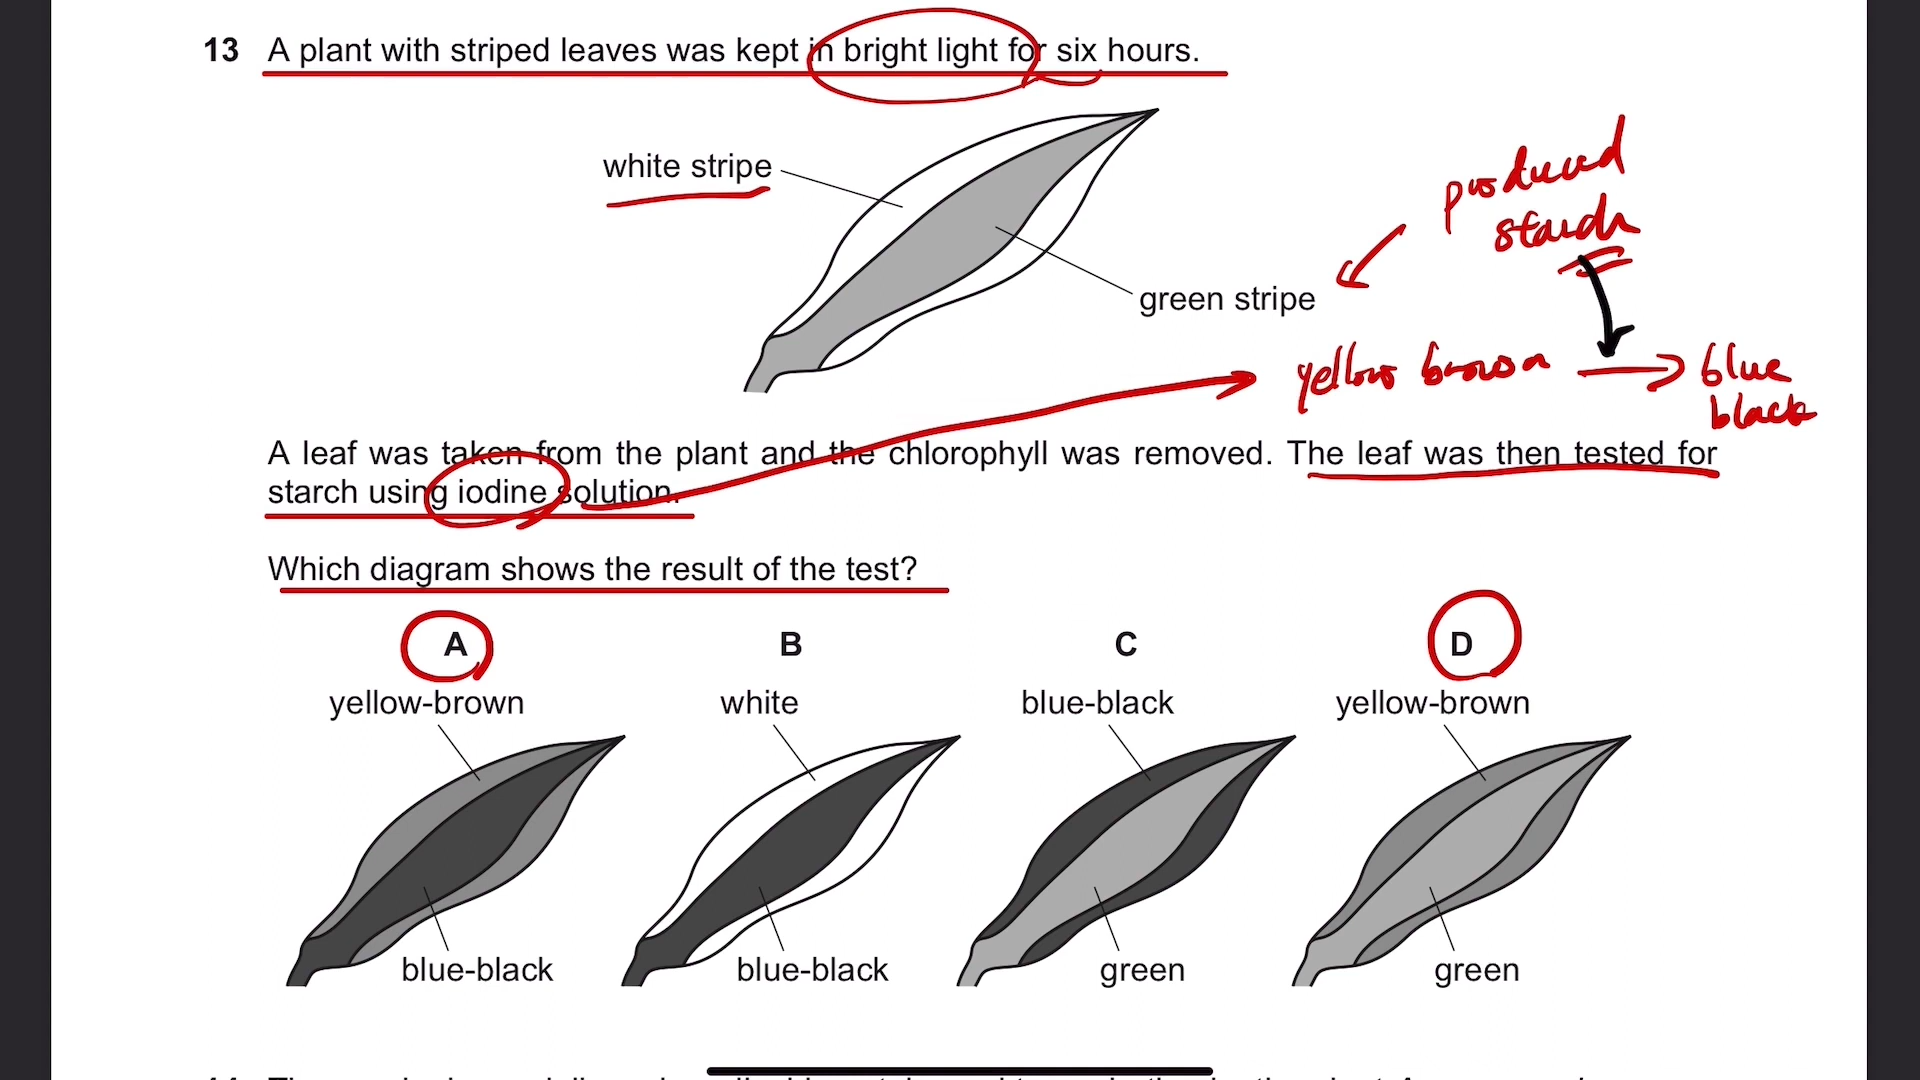 13 A plant with striped leaves was kept in bright light for six hours.
white stripe
produced
starch
green stripe
yellow brown → blue
black
A leaf was taken from the plant and the chlorophyll was removed. The leaf was then tested for
starch using iodine solution.
Which diagram shows the result of the test?
A B C D
yellow-brown white blue-black yellow-brown
blue-black blue-black green green